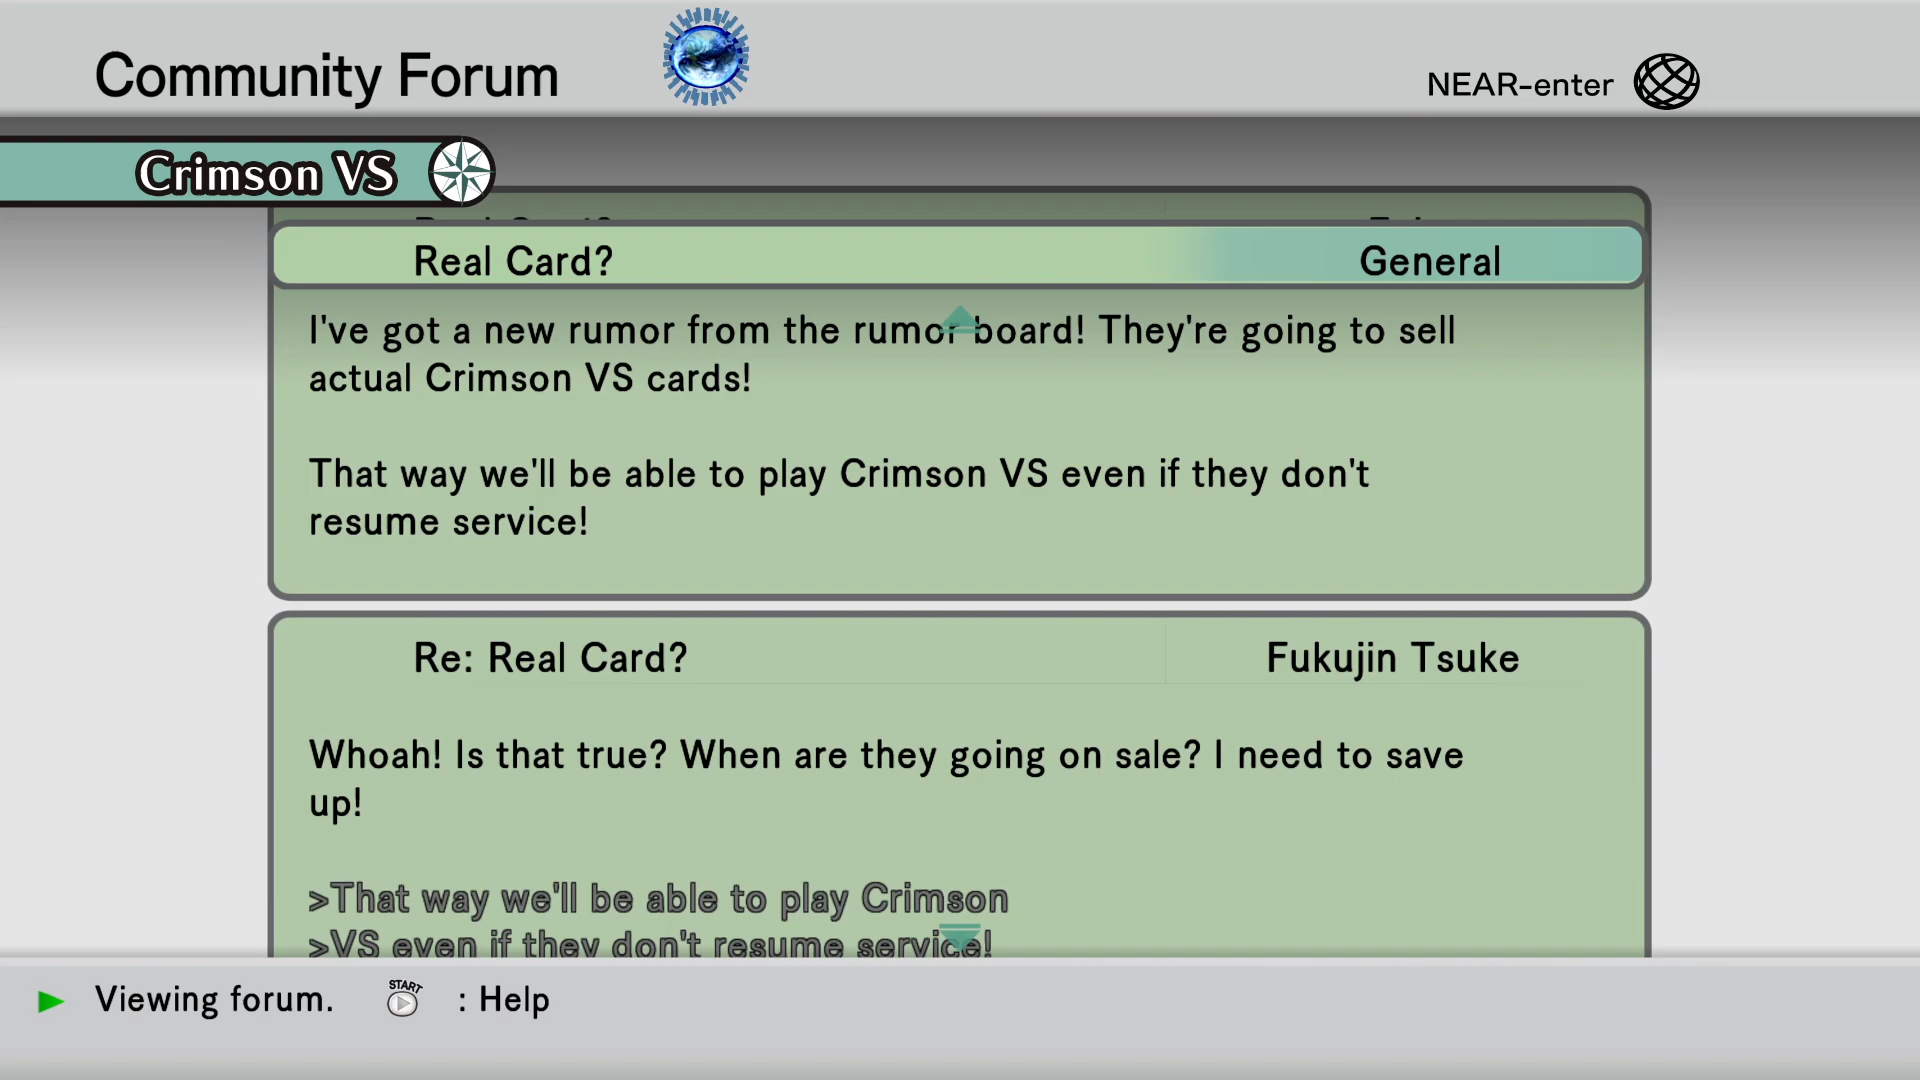 Community Forum
NEAR-enter
Crimson VS
Real Card?
General
I've got a new rumor from the rumor board! They're going to sell
actual Crimson VS cards!
That way we'll be able to play Crimson VS even if they don't
resume service!
Re: Real Card?
Fukujin Tsuke
Whoah! Is that true? When are they going on sale? I need to save
up!
>That way we'll be able to play Crimson
>VS even if they don't resume service!
Viewing forum.
START
: Help